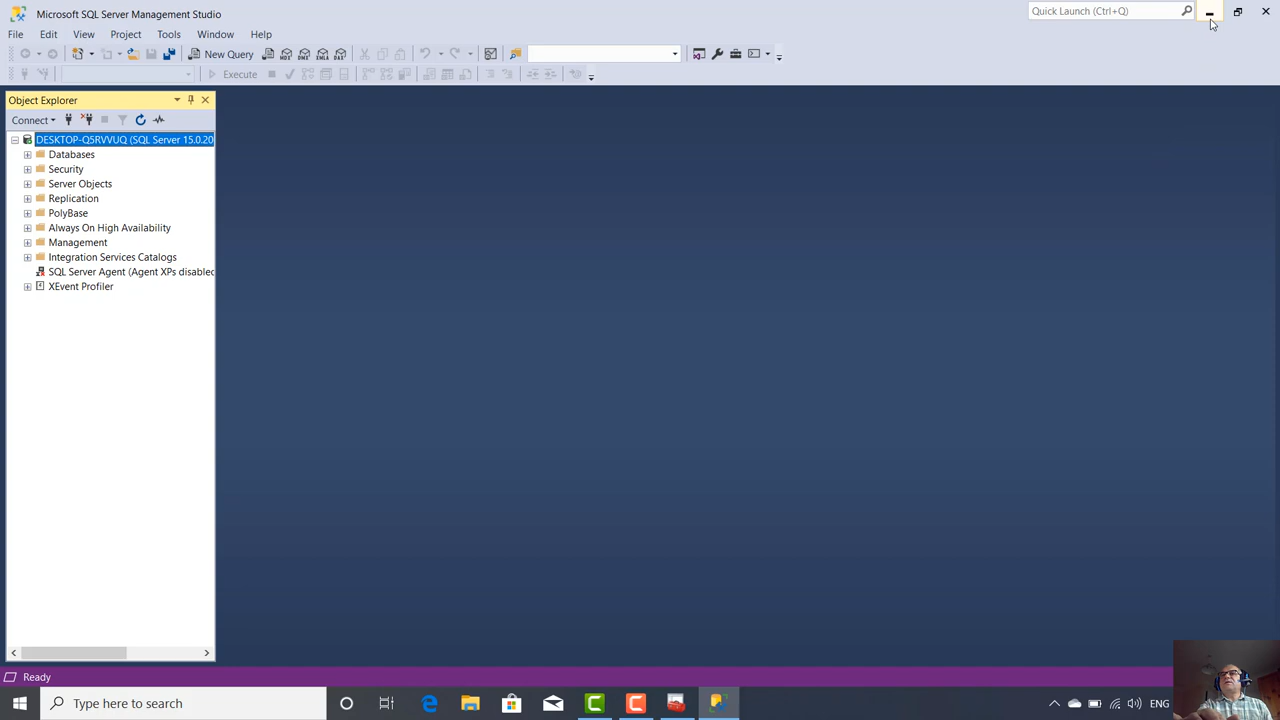 Microsoft SQL Server Management Studio
Quick Launch (Ctrl+Q)
File Edit View Project Tools Window Help
New Query
Execute
Object Explorer
Connect
DESKTOP-QSRVVUQ (SQL Server 15.0.20
Databases
Security
Server Objects
Replication
PolyBase
Always On High Availability
Management
Integration Services Catalogs
SQL Server Agent (Agent XPs disabled
XEvent Profiler
Ready
Type here to search
ENG